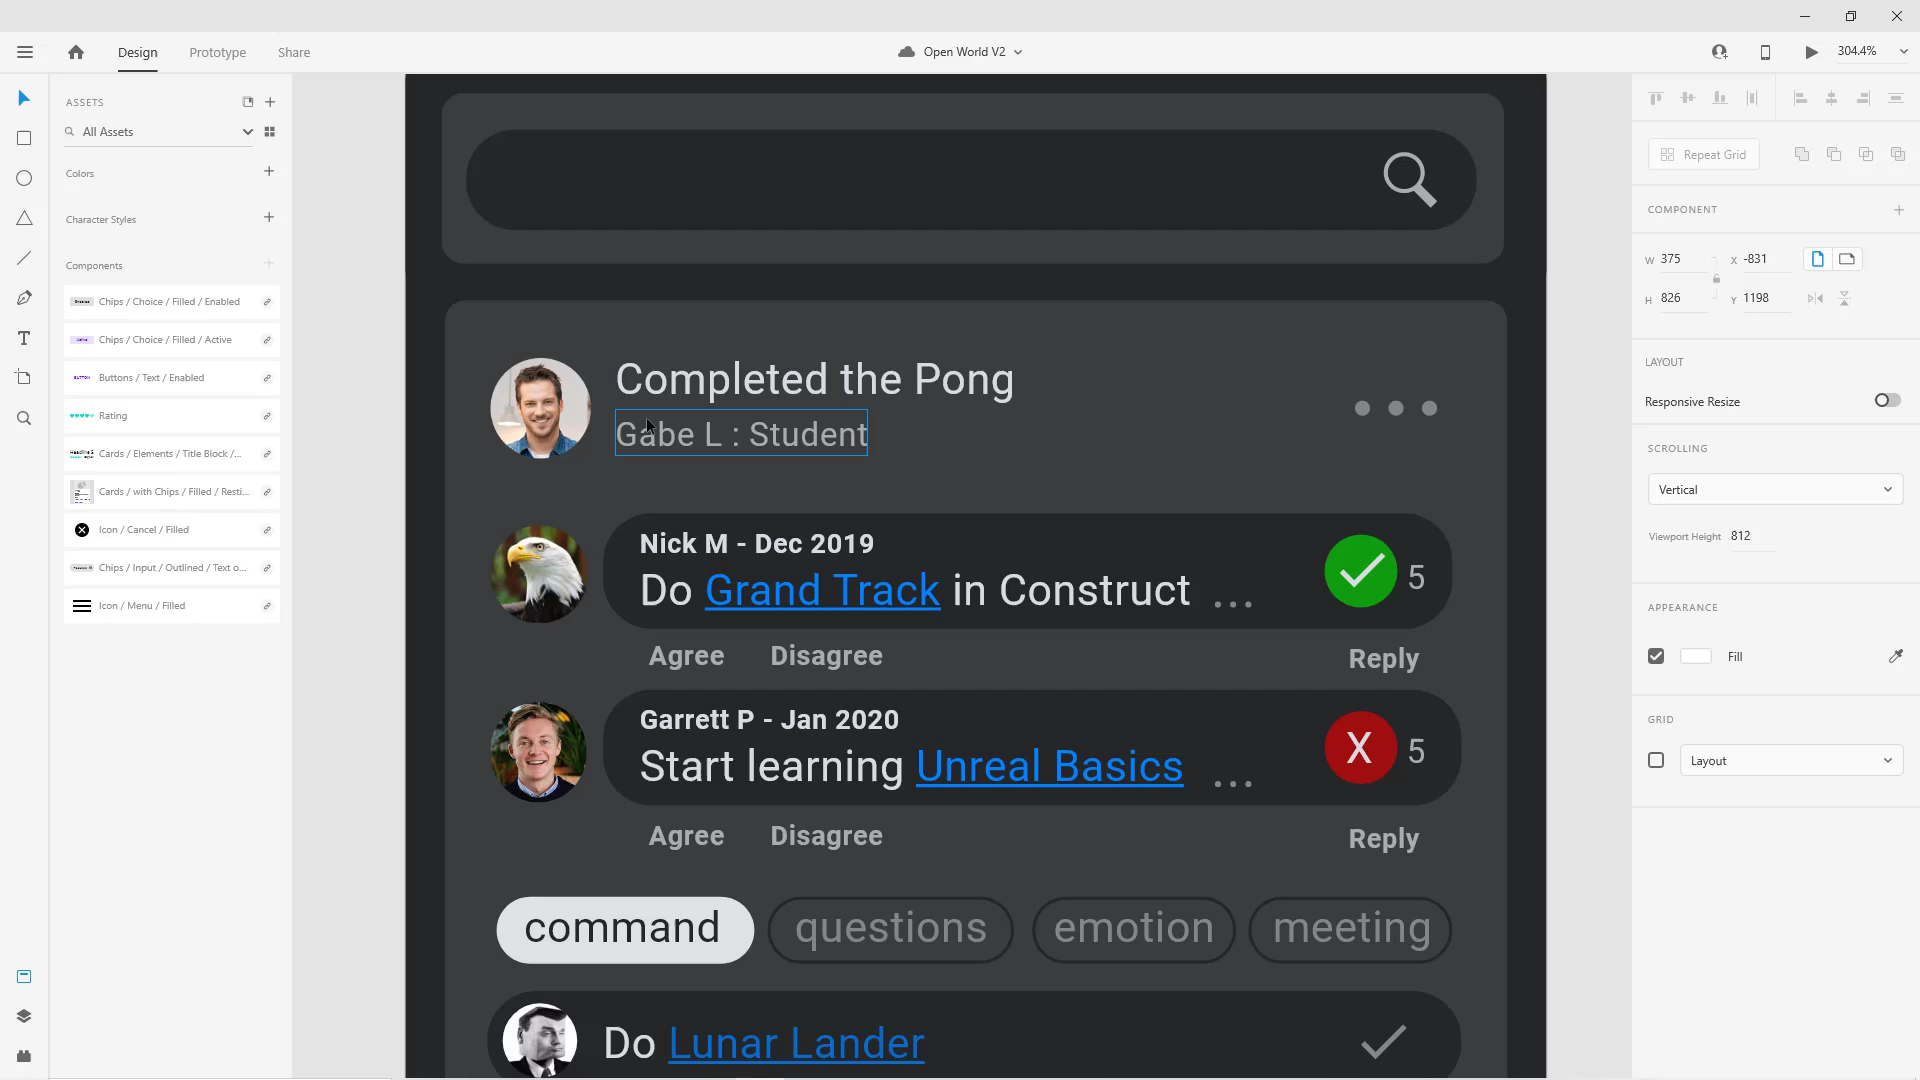 Design
Prototype
Share
Open World V2
304.4%
ASSETS
All Assets
Colors
Character Styles
Components
Chips / Choice / Filled / Enabled
Chips / Choice / Filled / Active
Buttons / Text / Enabled
Rating
Cards / Elements / Title Block /...
Cards / with Chips / Filled / Resti...
Icon / Cancel / Filled
Chips / Input / Outlined / Text o...
Icon / Menu / Filled
Completed the Pong
Gabe L : Student
Nick M - Dec 2019
Do Grand Track in Construct ...
5
Agree Disagree Reply
Garrett P - Jan 2020
Start learning Unreal Basics ...
X 5
Agree Disagree Reply
command questions emotion meeting
Do Lunar Lander
Repeat Grid
COMPONENT
W 375 X -831
H 826 Y 1198
LAYOUT
Responsive Resize
SCROLLING
Vertical
Viewport Height 812
APPEARANCE
Fill
GRID
Layout